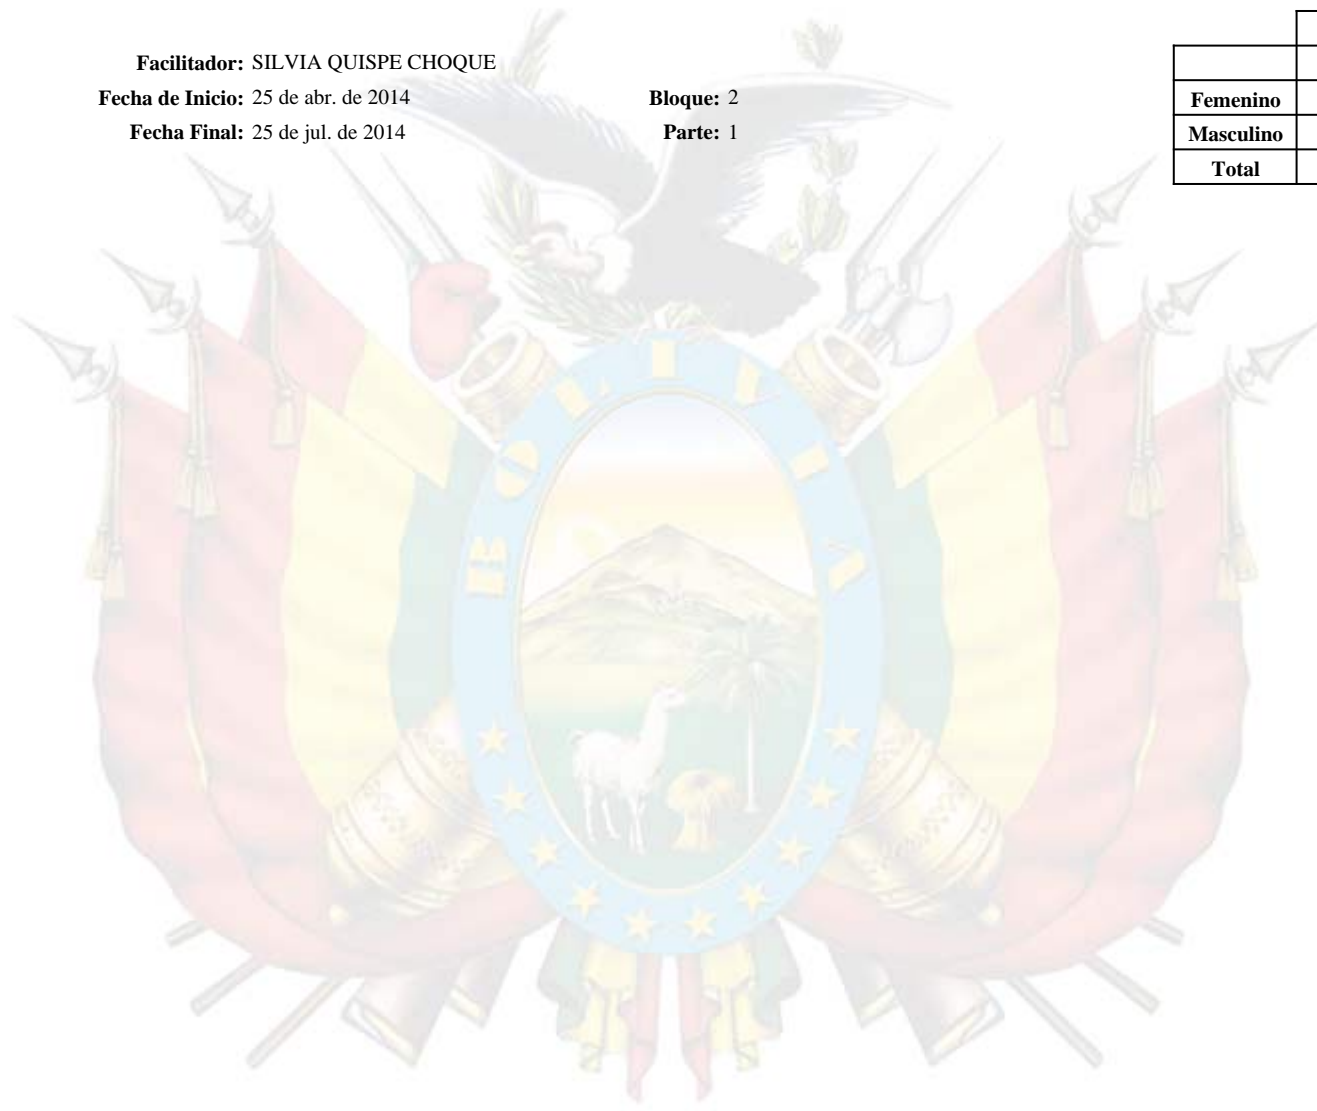 Facilitador: SILVIA QUISPE CHOQUE
Fecha de Inicio: 25 de abr. de 2014 Bloque: 2
Fecha Final: 25 de jul. de 2014 Parte: 1
Femenino
Masculino
Total
BOLIVIA